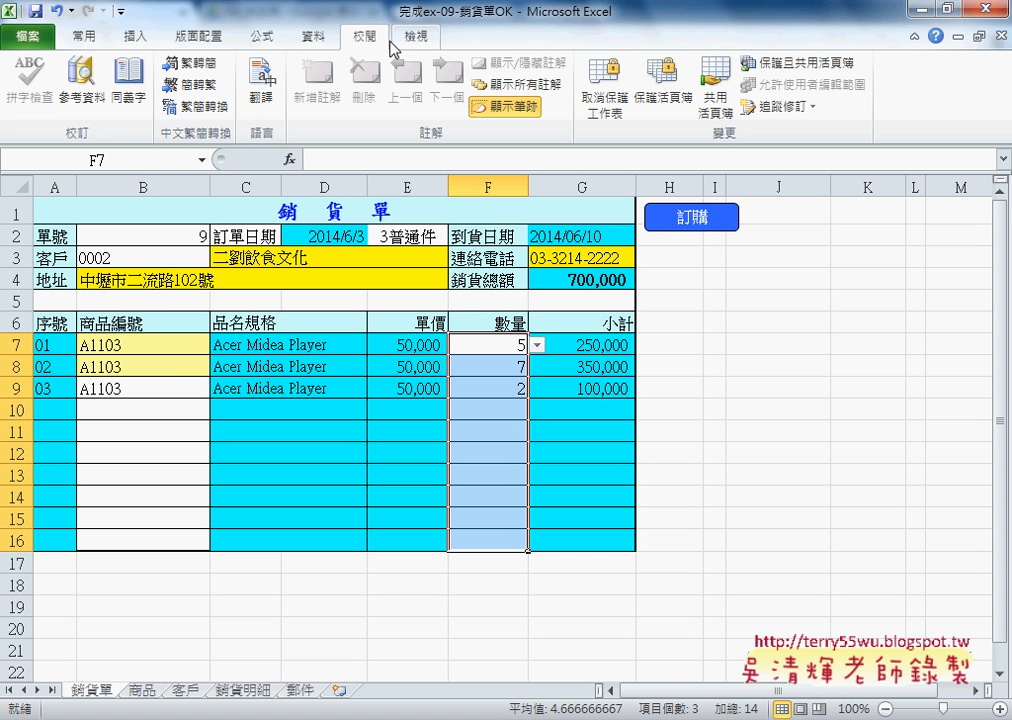 完成ex-09-銷貨單OK - Microsoft Excel
檔案 常用 插入 版面配置 公式 資料 校閱 檢視
ABC
拼字檢查 參考資料 同義字
校訂
繁轉簡
簡轉繁
繁簡轉換
中文繁簡轉換
翻譯
語言
新增註解 刪除 上一個 下一個
顯示/隱藏註解
顯示所有註解
顯示筆跡
註解
取消保護工作表 保護活頁簿 共用活頁簿
保護且共用活頁簿
允許使用者編輯範圍
追蹤修訂
變更
F7 fx
A B C D E F G H I J K L M
1 銷 貨 單 訂購
2 單號 9 訂單日期 2014/6/3 3普通件 到貨日期 2014/06/10
3 客戶 0002 二劉飲食文化 連絡電話 03-3214-2222
4 地址 中壢市二流路102號 銷貨總額 700,000
5
6 序號 商品編號 品名規格 單價 數量 小計
7 01 A1103 Acer Midea Player 50,000 5 250,000
8 02 A1103 Acer Midea Player 50,000 7 350,000
9 03 A1103 Acer Midea Player 50,000 2 100,000
10
11
12
13
14
15
16
17
18
19
20
21
22
http://terry55wu.blogspot.tw
吳清輝老師錄製
銷貨單 商品 客戶 銷貨明細 郵件
就緒 平均值: 4.666666667 項目個數: 3 加總: 14 100%